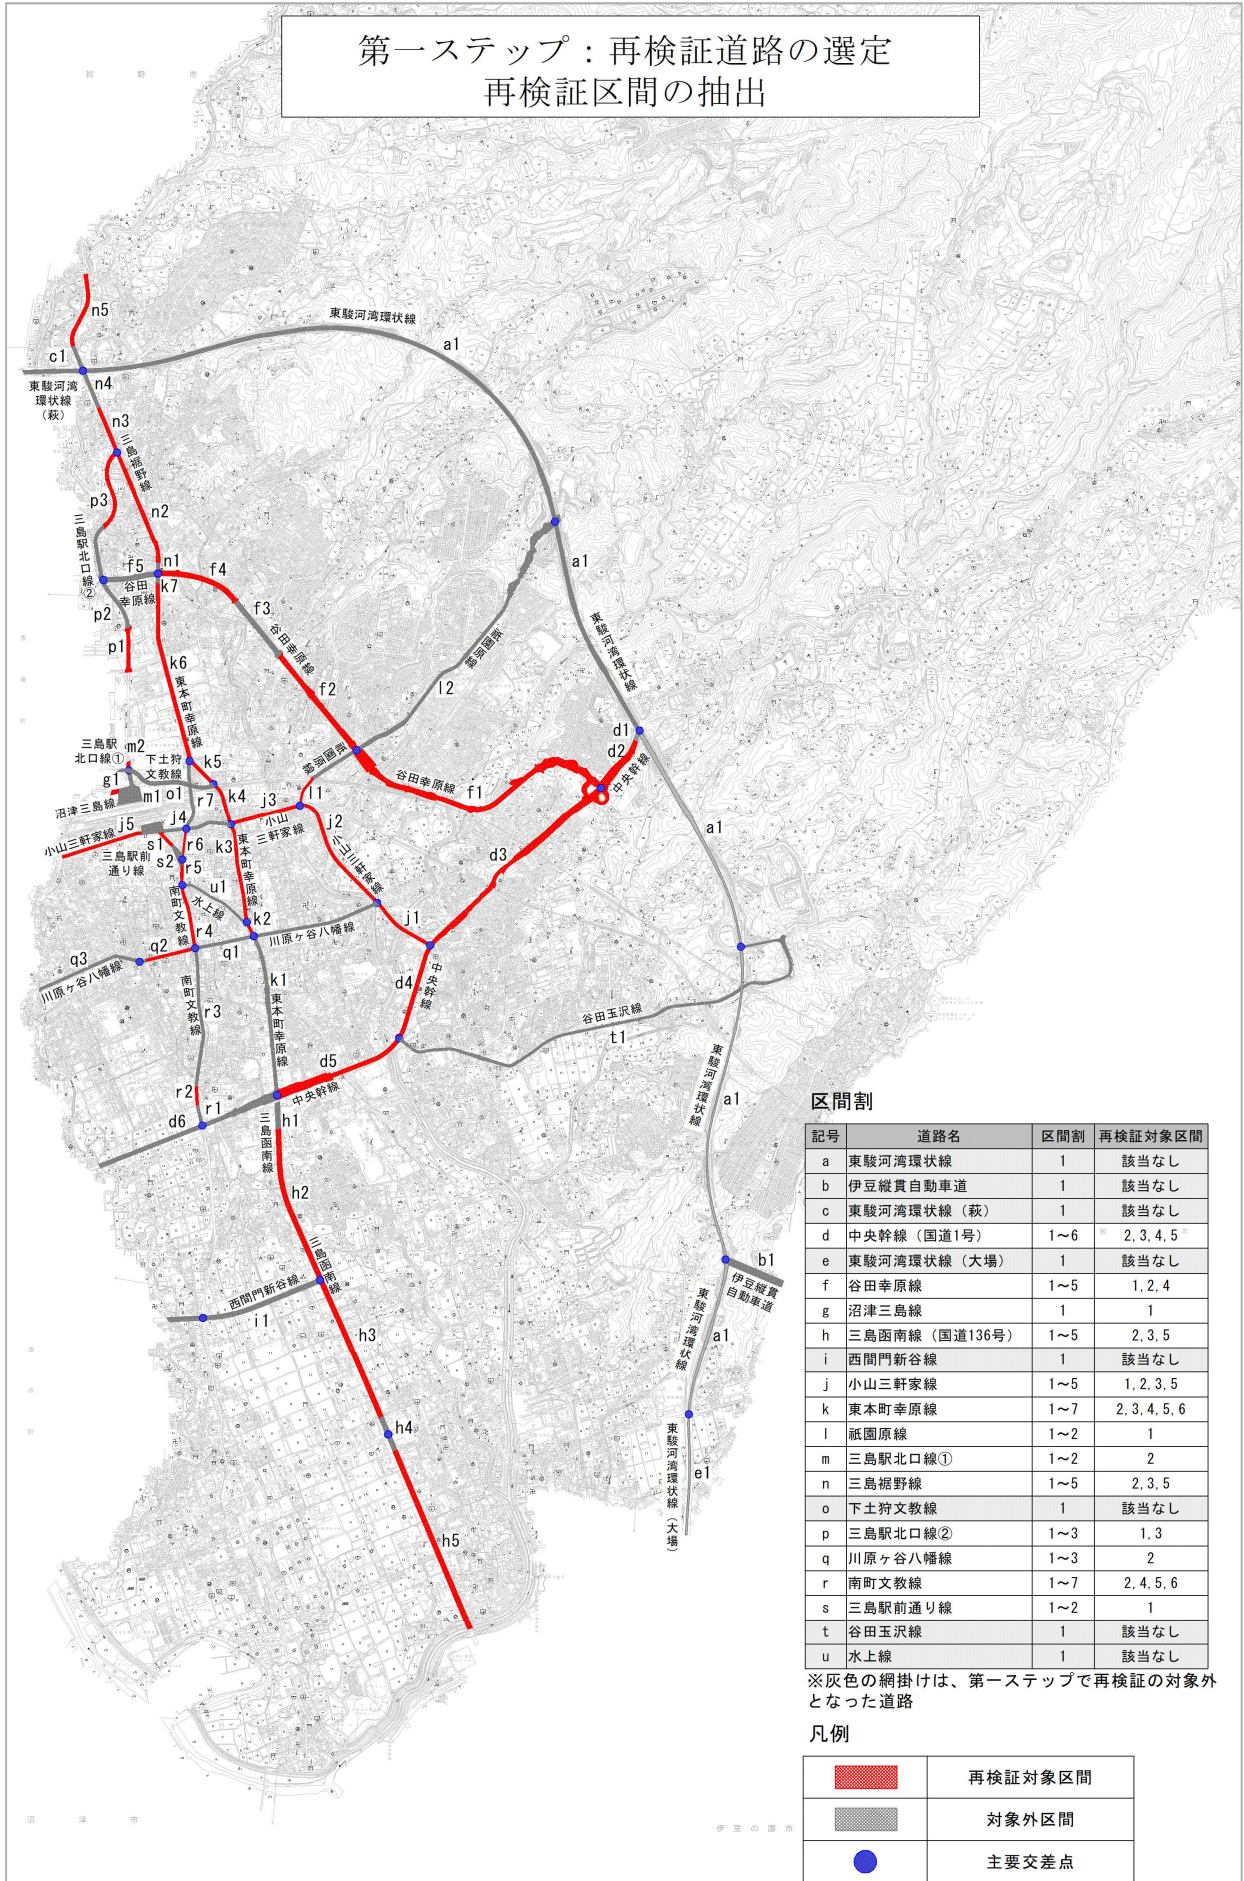 第一ステップ：再検証道路の選定
再検証区間の抽出
裾野市
n5
東駿河湾環状線
a1
c1
n4
東駿河湾
環状線
（萩）
n3
三島裾野線
p3
n2
三島駅北口線②
a1
f5
n1
f4
谷田
幸原線
k7
f3
p2
谷田幸原線
東駿河湾環状線
p1
k6
祇園原線
f2
l2
東本町幸原線
d1
三島駅
北口線①
m2
下土狩
文教線
k5
祇園原線
d2
g1
m1
o1
r7
k4
谷田幸原線
f1
中央幹線
沼津三島線
j3
l1
j5
j4
小山
三軒家線
j2
a1
小山三軒家線
s1
r6
k3
三島駅前
通り線
s2
r5
東本町幸原線
小山三軒家線
d3
u1
水上線
南町文教線
k2
j1
r4
川原ヶ谷八幡線
q2
q1
q3
川原ヶ谷八幡線
k1
d4
中央幹線
南町文教線
r3
東本町幸原線
谷田玉沢線
t1
d5
東駿河湾環状線
r2
中央幹線
a1
r1
d6
h1
三島函南線
h2
三島函南線
b1
伊豆縦貫
自動車道
西間門新谷線
i1
東駿河湾環状線
h3
a1
h4
東駿河湾環状線（大場）
e1
h5
区間割
記号 道路名 区間割 再検証対象区間
a 東駿河湾環状線 1 該当なし
b 伊豆縦貫自動車道 1 該当なし
c 東駿河湾環状線（萩） 1 該当なし
d 中央幹線（国道1号） 1～6 2,3,4,5
e 東駿河湾環状線（大場） 1 該当なし
f 谷田幸原線 1～5 1,2,4
g 沼津三島線 1 1
h 三島函南線（国道136号） 1～5 2,3,5
i 西間門新谷線 1 該当なし
j 小山三軒家線 1～5 1,2,3,5
k 東本町幸原線 1～7 2,3,4,5,6
l 祇園原線 1～2 1
m 三島駅北口線① 1～2 2
n 三島裾野線 1～5 2,3,5
o 下土狩文教線 1 該当なし
p 三島駅北口線② 1～3 1,3
q 川原ヶ谷八幡線 1～3 2
r 南町文教線 1～7 2,4,5,6
s 三島駅前通り線 1～2 1
t 谷田玉沢線 1 該当なし
u 水上線 1 該当なし
※灰色の網掛けは、第一ステップで再検証の対象外
となった道路
凡例
再検証対象区間
対象外区間
主要交差点
沼津市
伊豆の国市